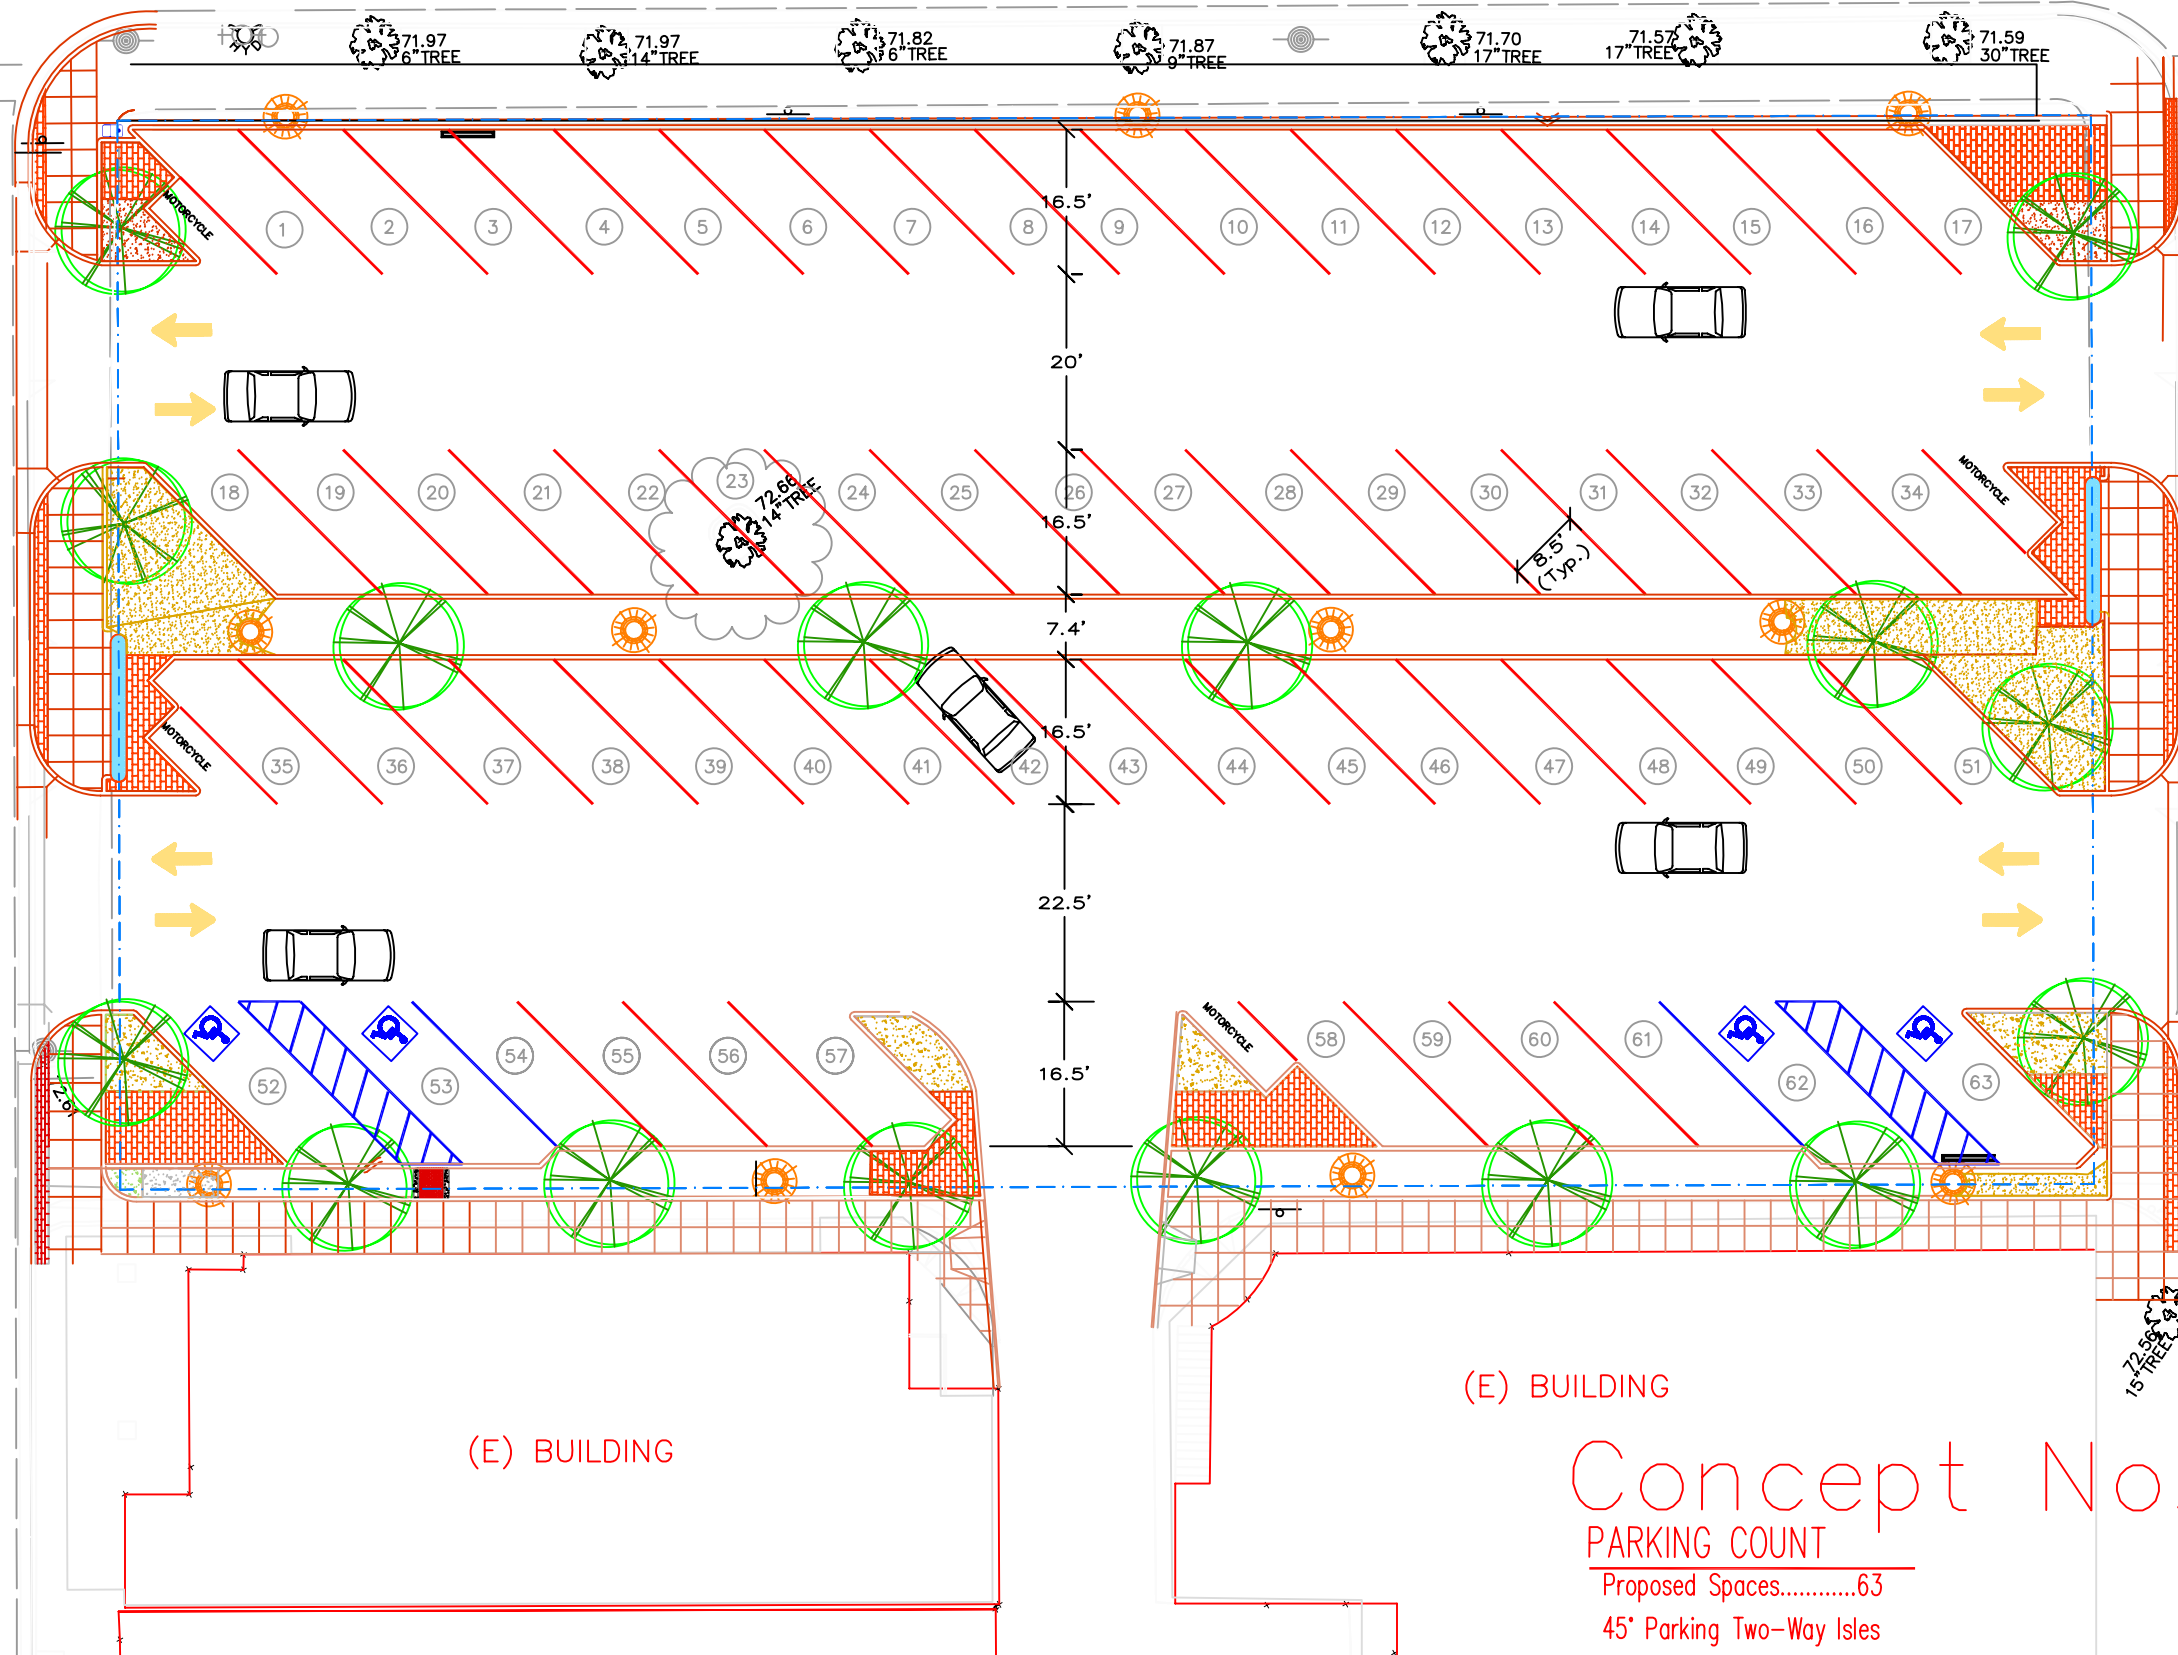 HYD
71.97
6"TREE
71.97
14"TREE
71.82
6"TREE
71.87
9"TREE
71.70
17"TREE
71.57
17"TREE
71.59
30"TREE
MOTORCYCLE
1 2 3 4 5 6 7 8 9 10 11 12 13 14 15 16 17
16.5'
20'
18 19 20 21 22 23 24 25 26 27 28 29 30 31 32 33 34
MOTORCYCLE
72.66
14"TREE
16.5'
8.5'
(Typ.)
7.4'
16.5'
MOTORCYCLE
35 36 37 38 39 40 41 42 43 44 45 46 47 48 49 50 51
22.5'
MOTORCYCLE
52 53 54 55 56 57 58 59 60 61 62 63
16.5'
72.56
15"TREE
(E) BUILDING
(E) BUILDING
Concept No.
PARKING COUNT
Proposed Spaces............63
45° Parking Two-Way Isles